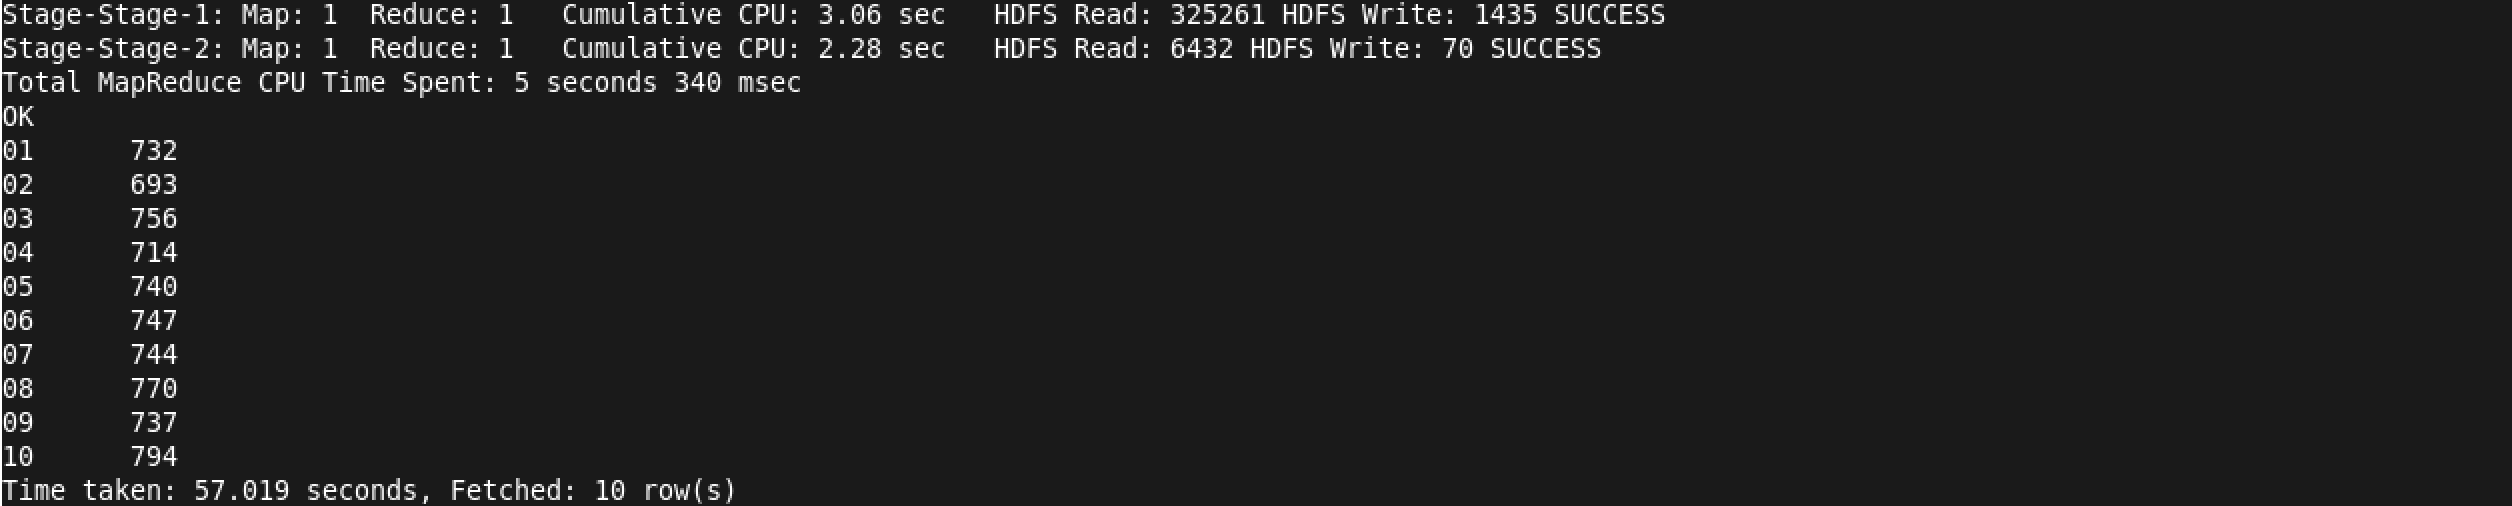 Stage-Stage-1: Map: 1  Reduce: 1   Cumulative CPU: 3.06 sec   HDFS Read: 325261 HDFS Write: 1435 SUCCESS
Stage-Stage-2: Map: 1  Reduce: 1   Cumulative CPU: 2.28 sec   HDFS Read: 6432 HDFS Write: 70 SUCCESS
Total MapReduce CPU Time Spent: 5 seconds 340 msec
OK
01      732
02      693
03      756
04      714
05      740
06      747
07      744
08      770
09      737
10      794
Time taken: 57.019 seconds, Fetched: 10 row(s)